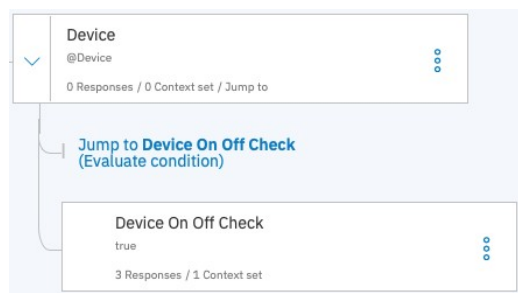 Device
@Device
0 Responses / 0 Context set / Jump to
Jump to Device On Off Check
(Evaluate condition)
Device On Off Check
true
3 Responses / 1 Context set